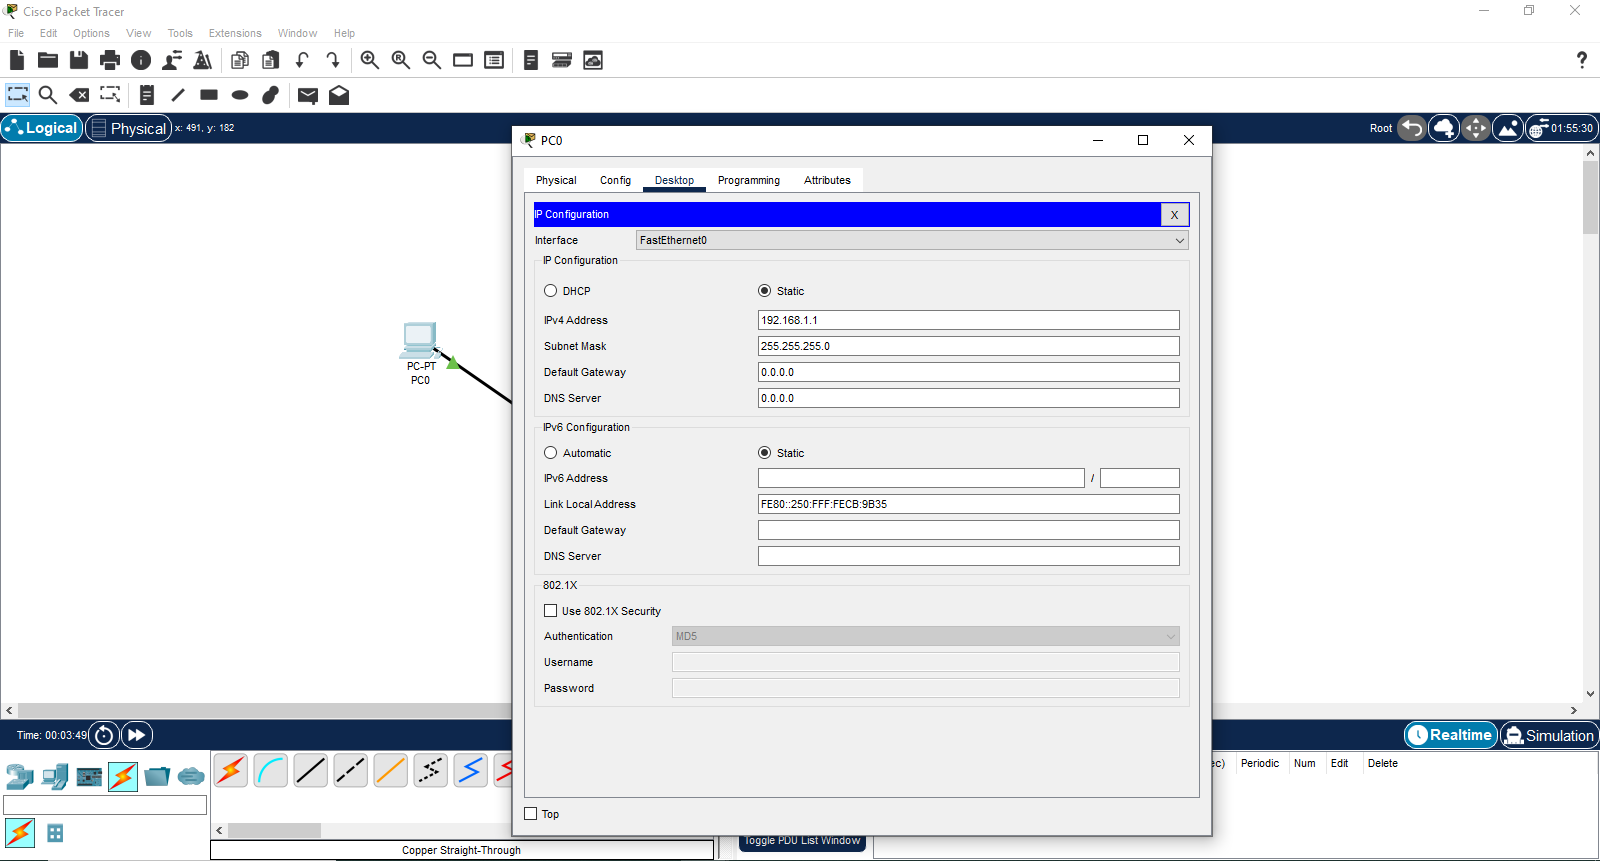 Cisco Packet Tracer
File Edit Options View Tools Extensions Window Help
?
Logical Physical x: 491, y: 182 Root 01:55:30
PC0
Physical Config Desktop Programming Attributes
IP Configuration X
Interface FastEthernet0
IP Configuration
DHCP Static
IPv4 Address 192.168.1.1
Subnet Mask 255.255.255.0
Default Gateway 0.0.0.0
DNS Server 0.0.0.0
PC-PT
PC0
IPv6 Configuration
Automatic Static
IPv6 Address /
Link Local Address FE80::250:FFF:FECB:9B35
Default Gateway
DNS Server
802.1X
Use 802.1X Security
Authentication MD5
Username
Password
Top
Time: 00:03:49 Realtime Simulation
ec) Periodic Num Edit Delete
Toggle PDU List Window
Copper Straight-Through